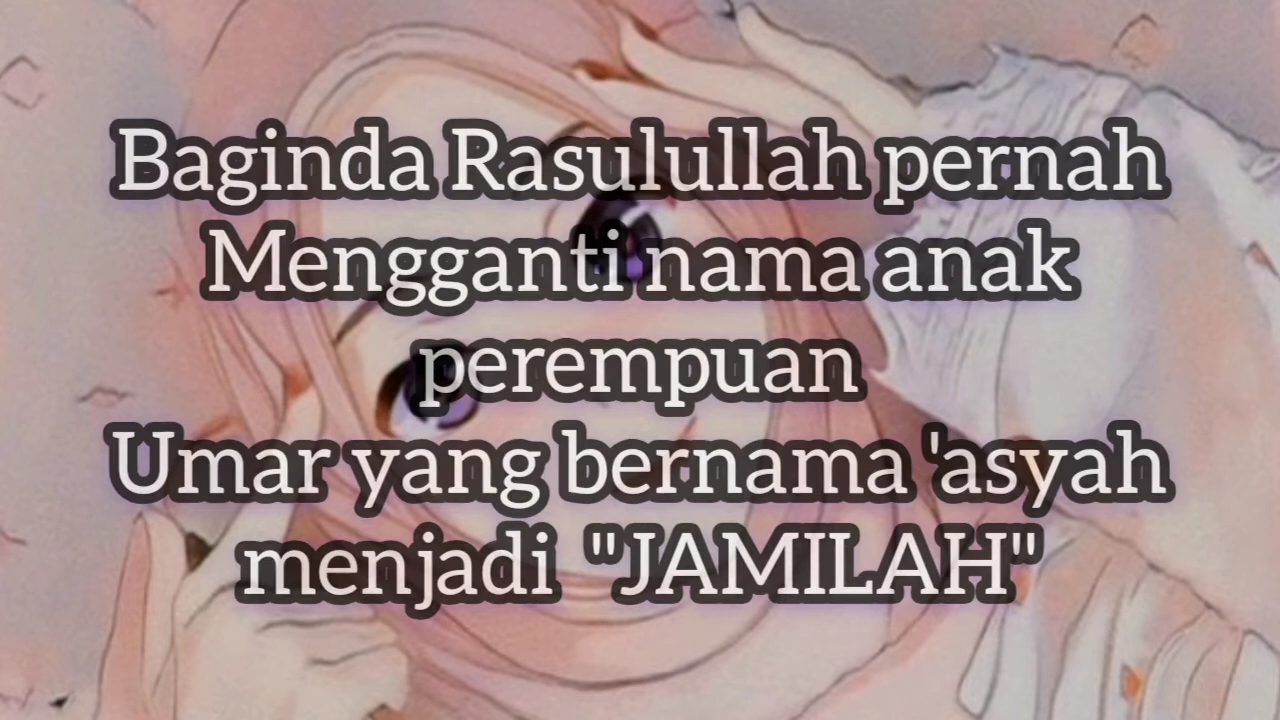 Baginda Rasulullah pernah
Mengganti nama anak
perempuan
Umar yang bernama 'asyah
menjadi "JAMILAH"